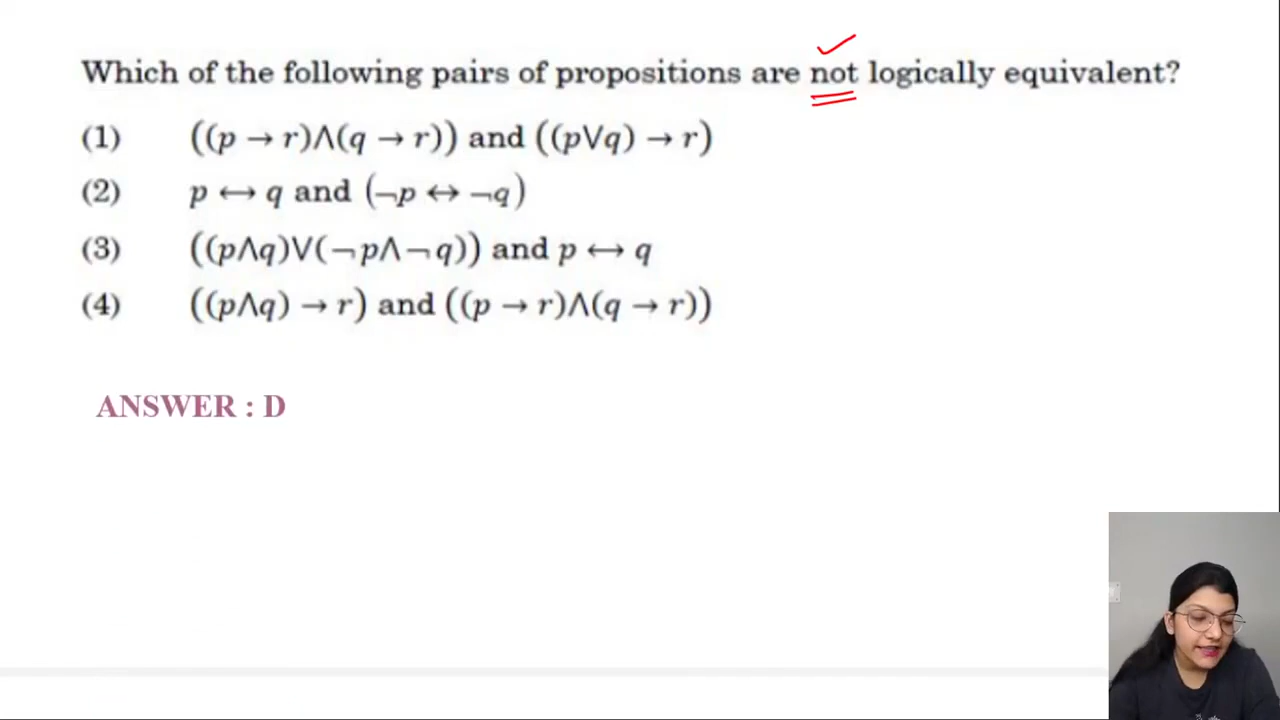 Which of the following pairs of propositions are not logically equivalent?
(1) ((p → r)∧(q → r)) and ((p∨q) → r)
(2) p ↔ q and (¬p ↔ ¬q)
(3) ((p∧q)∨(¬p∧¬q)) and p ↔ q
(4) ((p∧q) → r) and ((p → r)∧(q → r))
ANSWER : D